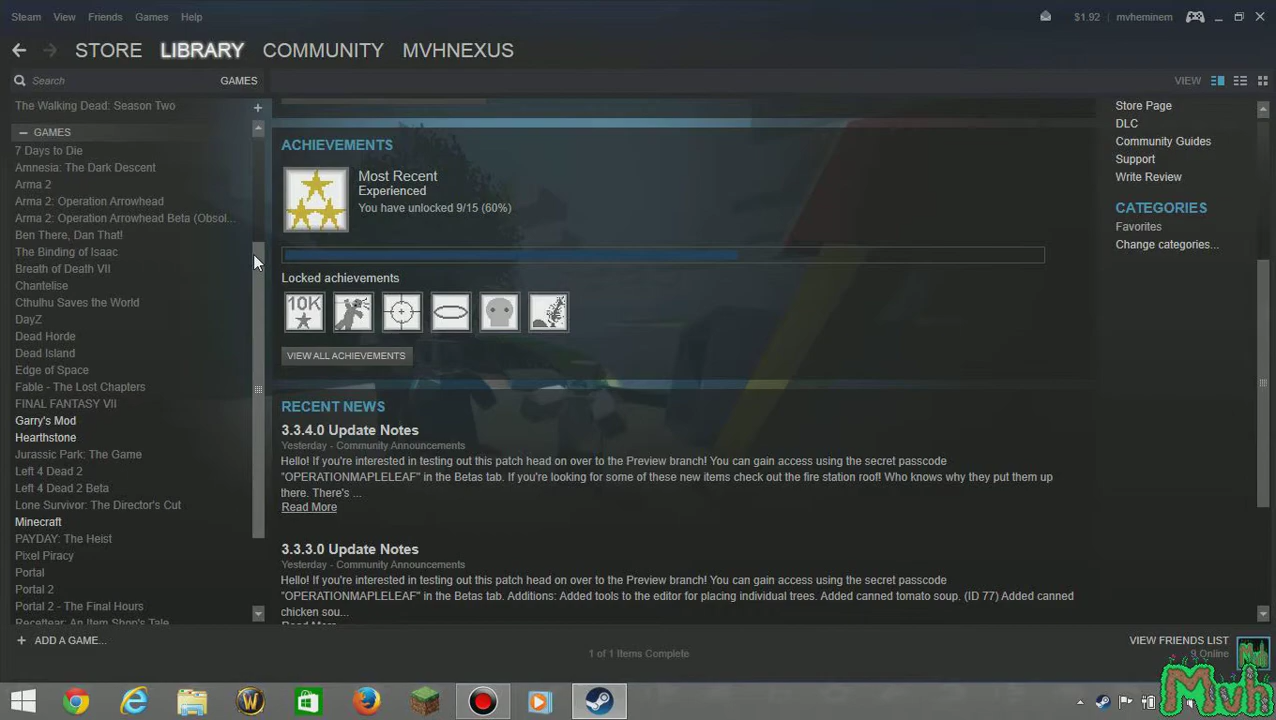 Steam View Friends Games Help
$1.92 mvheminem
STORE LIBRARY COMMUNITY MVHNEXUS
Search GAMES
VIEW
The Walking Dead: Season Two
GAMES
7 Days to Die
Amnesia: The Dark Descent
Arma 2
Arma 2: Operation Arrowhead
Arma 2: Operation Arrowhead Beta (Obsol...
Ben There, Dan That!
The Binding of Isaac
Breath of Death VII
Chantelise
Cthulhu Saves the World
DayZ
Dead Horde
Dead Island
Edge of Space
Fable - The Lost Chapters
FINAL FANTASY VII
Garry's Mod
Hearthstone
Jurassic Park: The Game
Left 4 Dead 2
Left 4 Dead 2 Beta
Lone Survivor: The Director's Cut
Minecraft
PAYDAY: The Heist
Pixel Piracy
Portal
Portal 2
Portal 2 - The Final Hours
Recettear: An Item Shop's Tale
ADD A GAME...
ACHIEVEMENTS
Most Recent
Experienced
You have unlocked 9/15 (60%)
Locked achievements
10K
VIEW ALL ACHIEVEMENTS
RECENT NEWS
3.3.4.0 Update Notes
Yesterday - Community Announcements
Hello! If you're interested in testing out this patch head on over to the Preview branch! You can gain access using the secret passcode
"OPERATIONMAPLELEAF" in the Betas tab. If you're looking for some of these new items check out the fire station roof! Who knows why they put them up
there. There's ...
Read More
3.3.3.0 Update Notes
Yesterday - Community Announcements
Hello! If you're interested in testing out this patch head on over to the Preview branch! You can gain access using the secret passcode
"OPERATIONMAPLELEAF" in the Betas tab. Additions: Added tools to the editor for placing individual trees. Added canned tomato soup. (ID 77) Added
chicken sou...
Read More
1 of 1 Items Complete
Store Page
DLC
Community Guides
Support
Write Review
CATEGORIES
Favorites
Change categories...
VIEW FRIENDS LIST
9 Online
Mvh